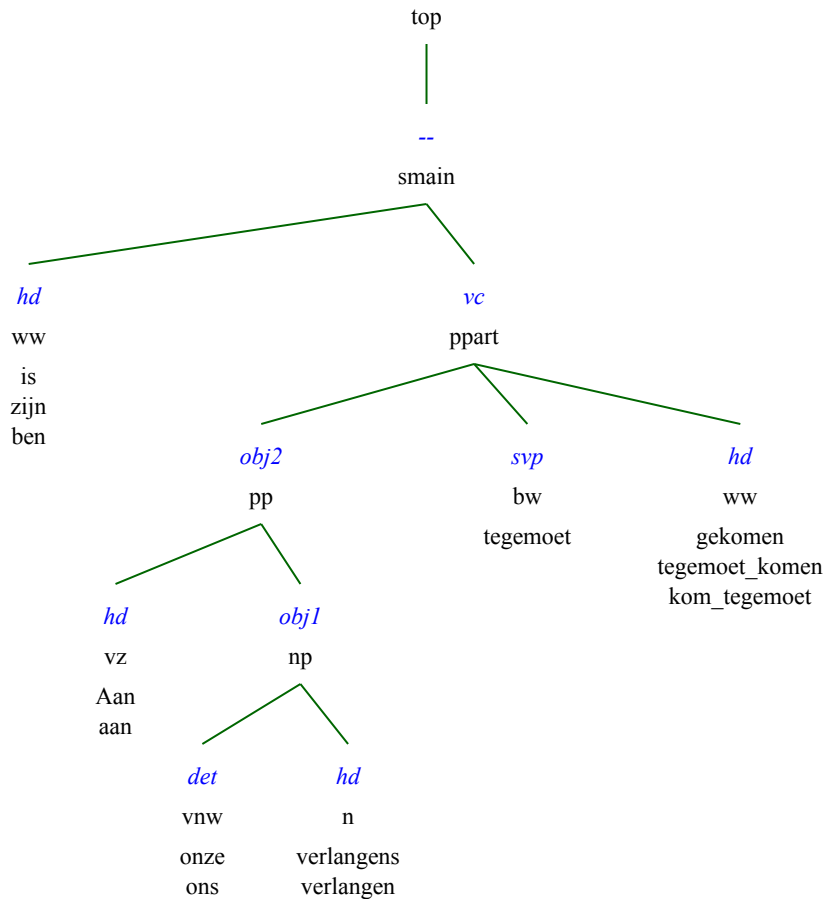 top
--
smain
hd vc
ww ppart
is
zijn
ben
obj2 svp hd
pp bw ww
tegemoet gekomen
tegemoet_komen
kom_tegemoet
hd obj1
vz np
Aan
aan
det hd
vnw n
onze verlangens
ons verlangen